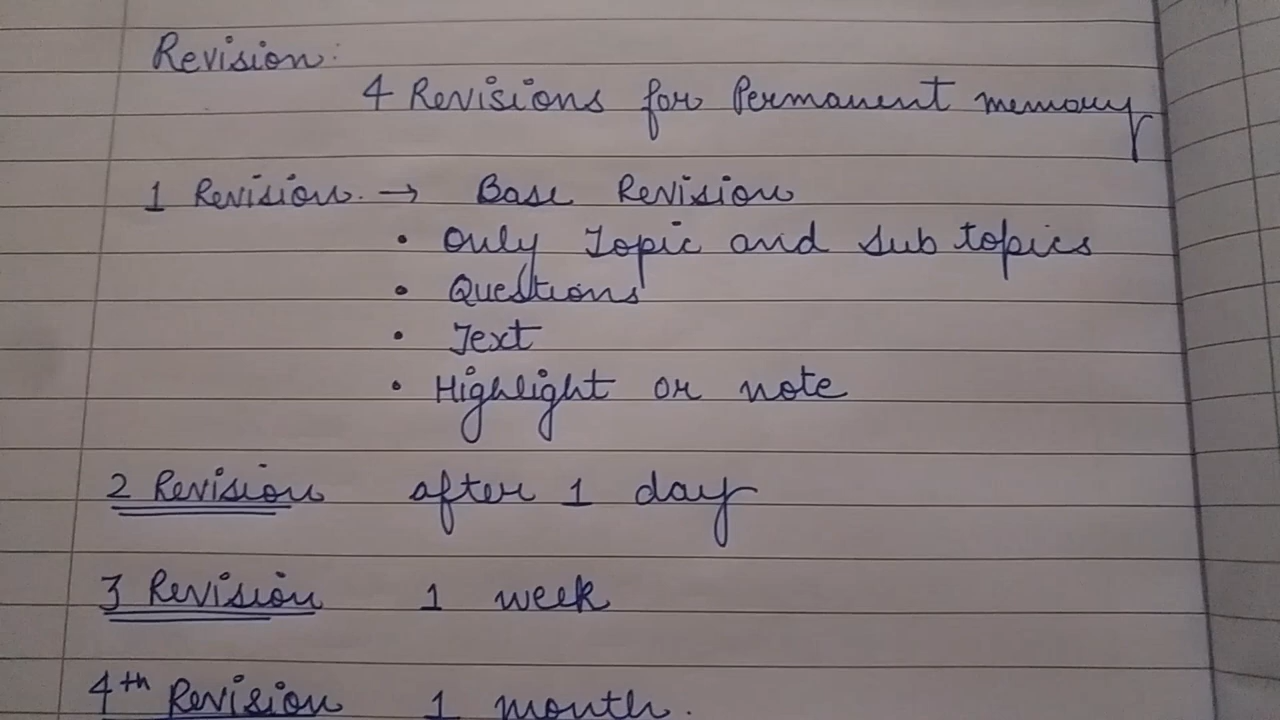 Revision:
4 Revisions for Permanent memory
1 Revision. → Base Revision
• Only Topic and Sub topics
• Questions
• Text
• Highlight or note
2 Revision after 1 day
3 Revision 1 week
4th Revision 1 month.